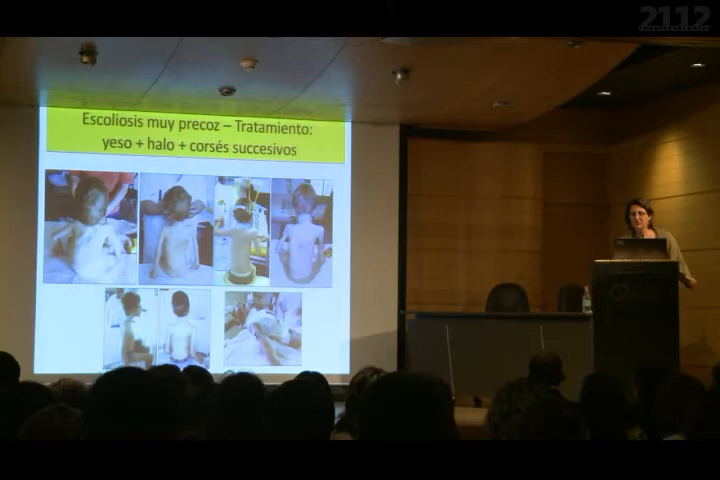 2112
Escoliosis muy precoz – Tratamiento:
yeso + halo + corsés succesivos